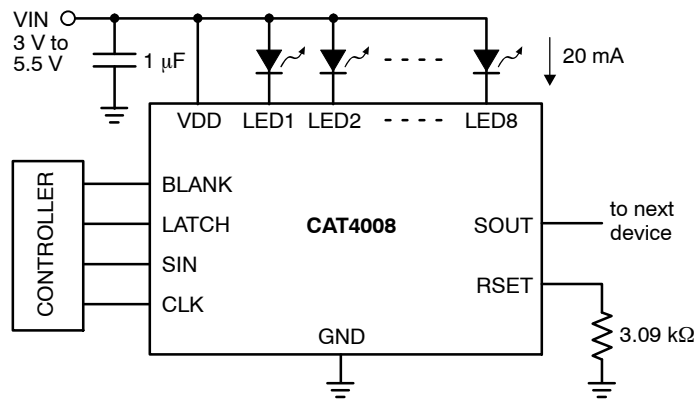 VIN
3 V to
5.5 V
1 μF
20 mA
VDD LED1 LED2 LED8
CONTROLLER
BLANK
LATCH
SIN
CLK
CAT4008
SOUT
to next
device
RSET
3.09 kΩ
GND